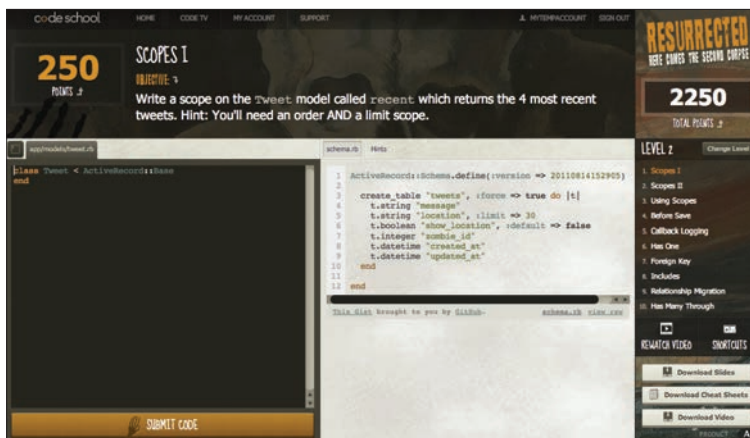 code school HOME CODE TV MY ACCOUNT SUPPORT MYTEMPACCOUNT SIGN OUT
250
POINTS
SCOPES I
OBJECTIVE:
Write a scope on the Tweet model called recent which returns the 4 most recent
tweets. Hint: You'll need an order AND a limit scope.
RESURRECTED
HERE COMES THE SECOND CORPSE
2250
TOTAL POINTS
app/models/tweet.rb
class Tweet < ActiveRecord::Base
end
SUBMIT CODE
schema.rb Hints
1 ActiveRecord::Schema.define(:version => 20110814152905)
2
3 create_table "tweets", :force => true do |t|
4 t.string "message"
5 t.string "location", :limit => 30
6 t.boolean "show_location", :default => false
7 t.integer "zombie_id"
8 t.datetime "created_at"
9 t.datetime "updated_at"
10 end
11
12 end
This Gist brought to you by GitHub. schema.rb view raw
LEVEL 2 Change Level
1. Scopes I
2. Scopes II
3. Using Scopes
4. Before Save
5. Callback Logging
6. Has One
7. Foreign Key
8. Includes
9. Relationship Migration
10. Has Many Through
REWATCH VIDEO SHORTCUTS
Download Slides
Download Cheat Sheets
Download Video
PRODUCT